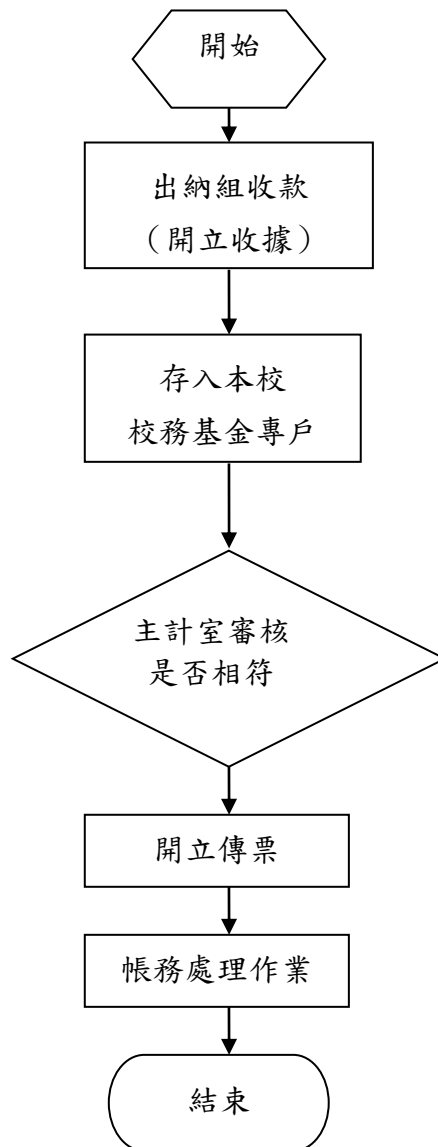 開始
出納組收款
（開立收據）
存入本校
校務基金專戶
主計室審核
是否相符
開立傳票
帳務處理作業
結束